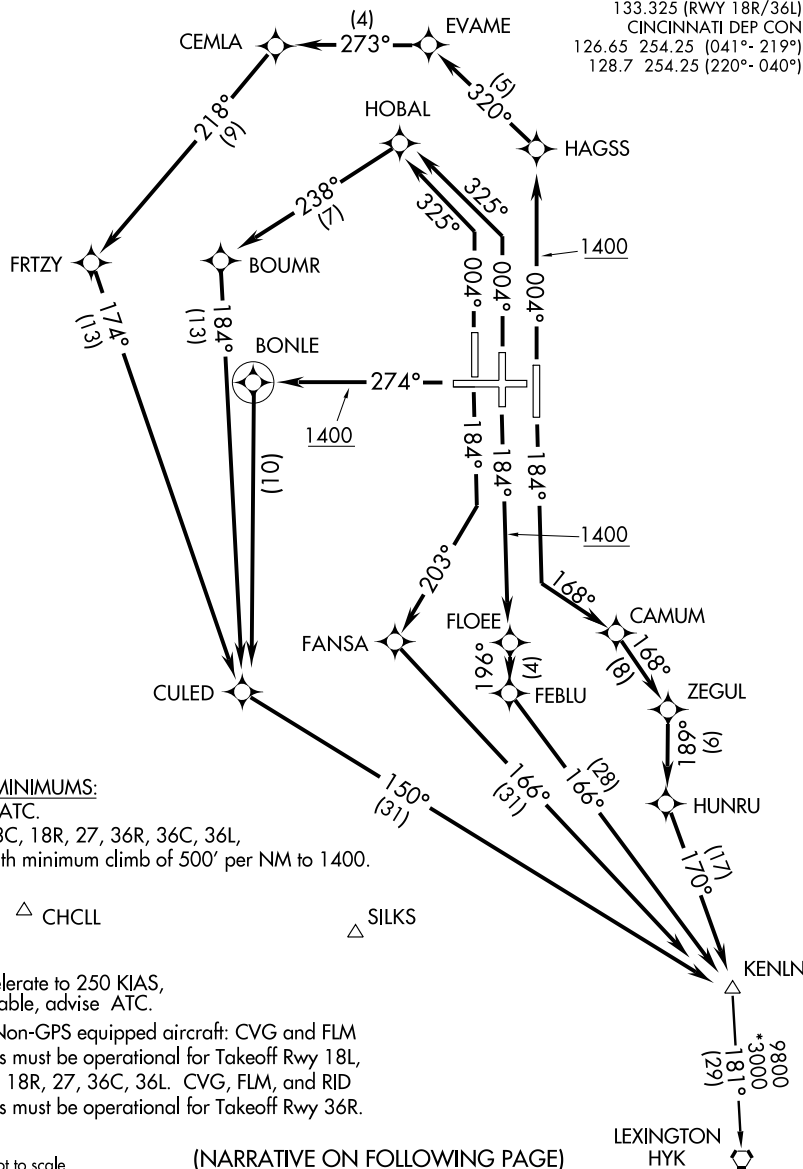 133.325 (RWY 18R/36L)
CINCINNATI DEP CON
126.65 254.25 (041°- 219°)
128.7 254.25 (220°- 040°)
(4)
273°
CEMLA
EVAME
(5)
320°
HOBAL
HAGSS
218°
(9)
238°
(7)
325°
325°
FRTZY
BOUMR
004°
004°
004°
1400
174°
(13)
184°
(13)
BONLE
274°
1400
(10)
184°
184°
184°
1400
203°
168°
FANSA
FLOEE
CAMUM
196°
(4)
168°
(8)
CULED
FEBLU
ZEGUL
189°
(9)
150°
(31)
166°
(31)
(28)
166°
HUNRU
(17)
170°
MINIMUMS:
ATC.
3C, 18R, 27, 36R, 36C, 36L,
th minimum climb of 500' per NM to 1400.
CHCLL
SILKS
KENLN
elerate to 250 KIAS,
able, advise ATC.
Non-GPS equipped aircraft: CVG and FLM
s must be operational for Takeoff Rwy 18L,
18R, 27, 36C, 36L. CVG, FLM, and RID
s must be operational for Takeoff Rwy 36R.
9800
*3000
181°
(29)
LEXINGTON
HYK
ot to scale
(NARRATIVE ON FOLLOWING PAGE)